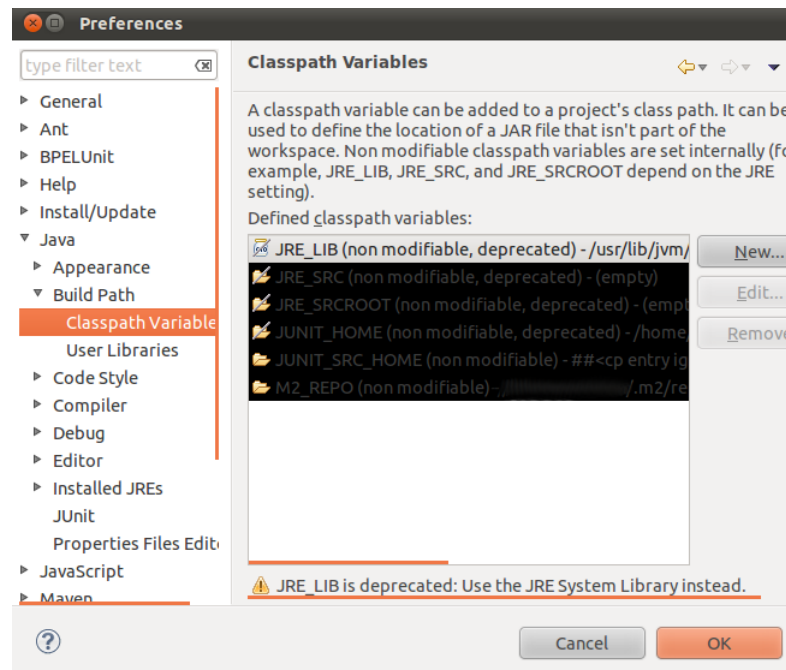 Preferences
type filter text
Classpath Variables
General
Ant
BPELUnit
Help
Install/Update
Java
Appearance
Build Path
Classpath Variable
User Libraries
Code Style
Compiler
Debug
Editor
Installed JREs
JUnit
Properties Files Edit
JavaScript
Maven
A classpath variable can be added to a project's class path. It can be
used to define the location of a JAR file that isn't part of the
workspace. Non modifiable classpath variables are set internally (fo
example, JRE_LIB, JRE_SRC, and JRE_SRCROOT depend on the JRE
setting).
Defined classpath variables:
JRE_LIB (non modifiable, deprecated) - /usr/lib/jvm/
JRE_SRC (non modifiable, deprecated) - (empty)
JRE_SRCROOT (non modifiable, deprecated) - (empt
JUNIT_HOME (non modifiable, deprecated) - /home,
JUNIT_SRC_HOME (non modifiable) - ##<cp entry ig
M2_REPO (non modifiable) - /.m2/re
New...
Edit...
Remove
JRE_LIB is deprecated: Use the JRE System Library instead.
Cancel
OK